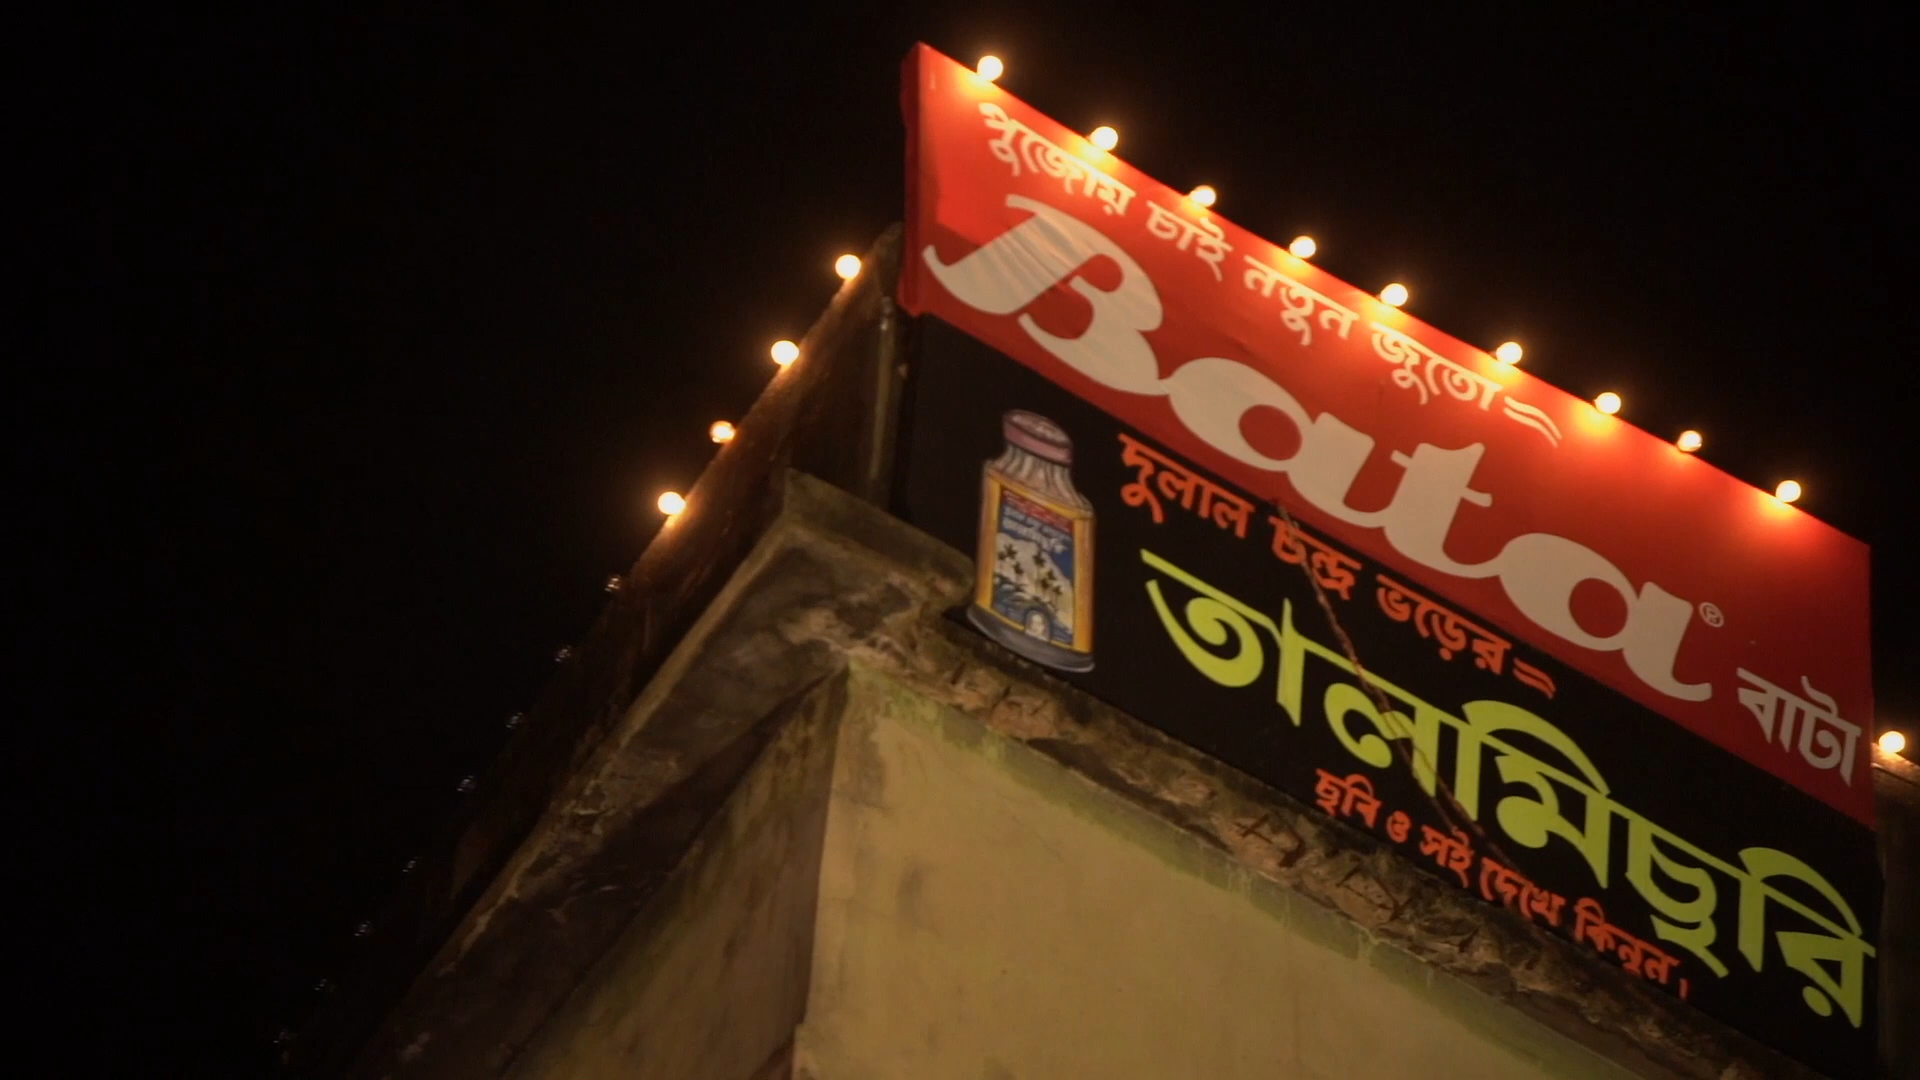 পুজোয় চাই নতুন জুতো
Bata® বাটা
দুলাল চন্দ্র ভড়ের
তালমিছরি
ছবি ও সই দেখে কিনুন।